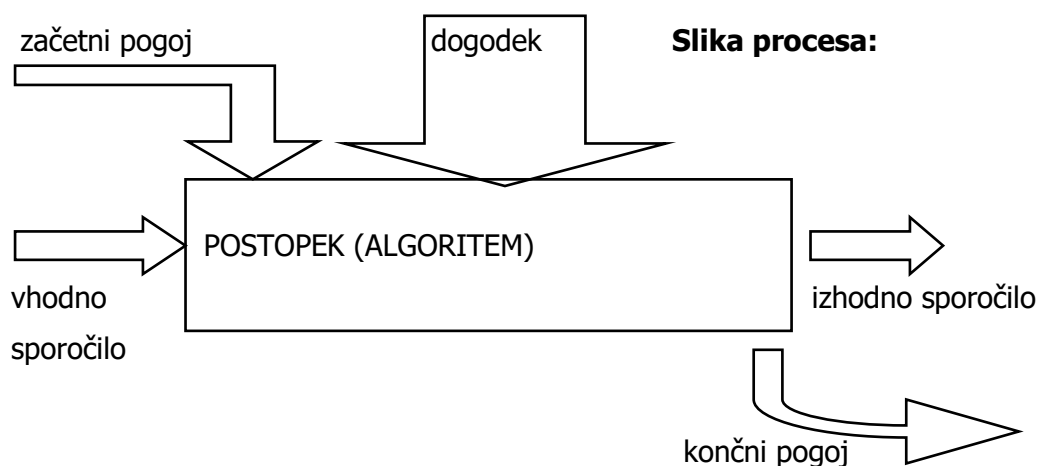 začetni pogoj
dogodek
Slika procesa:
POSTOPEK (ALGORITEM)
vhodno
sporočilo
izhodno sporočilo
končni pogoj